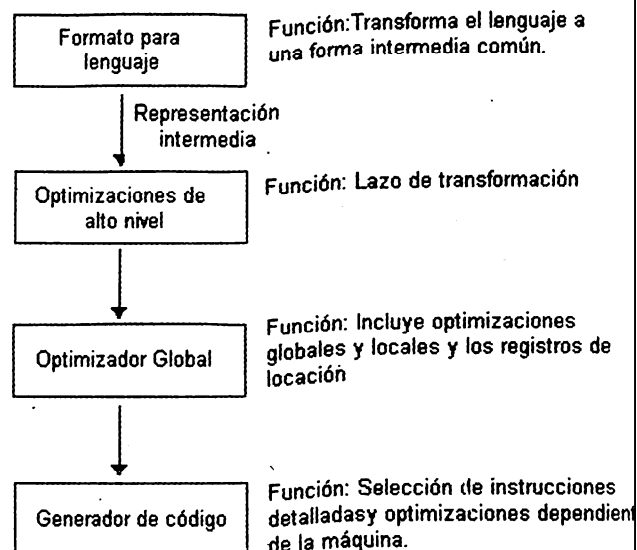 Formato para
lenguaje
Función:Transforma el lenguaje a
una forma intermedia común.
Representación
intermedia
Optimizaciones de
alto nivel
Función: Lazo de transformación
Optimizador Global
Función: Incluye optimizaciones
globales y locales y los registros de
locación
Generador de código
Función: Selección de instrucciones
detalladasy optimizaciones dependient
de la máquina.